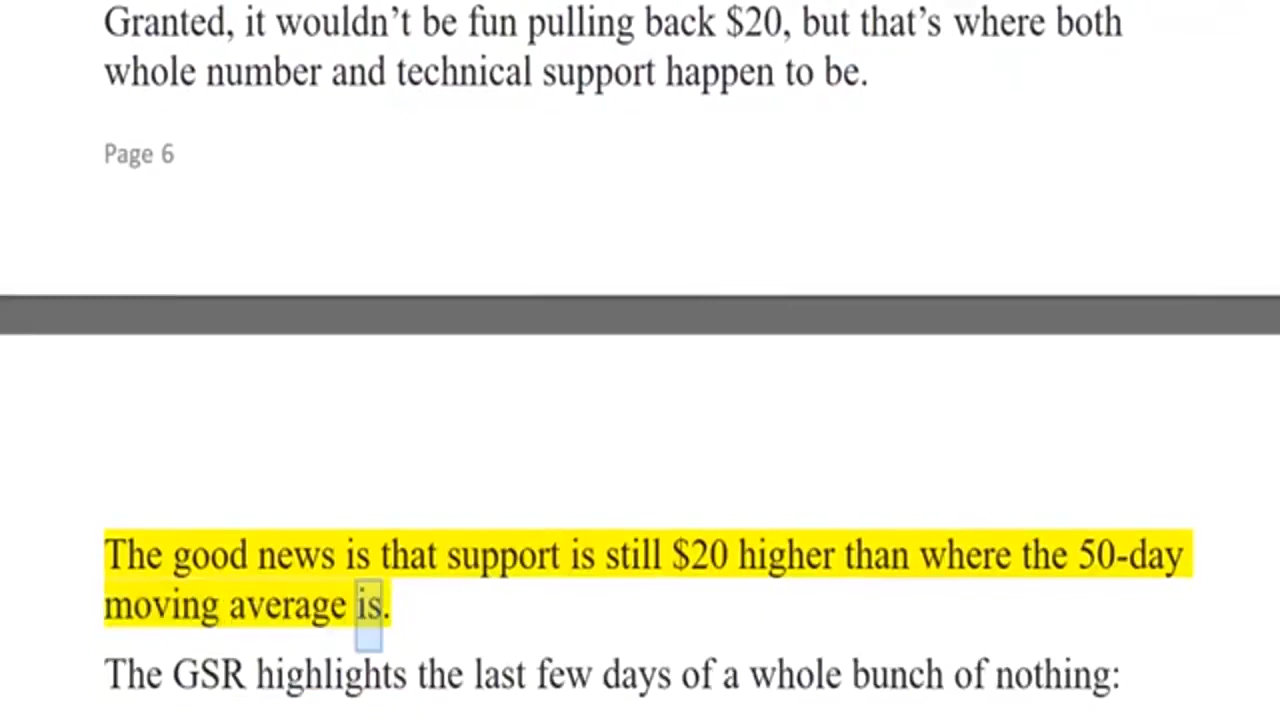 Granted, it wouldn’t be fun pulling back $20, but that’s where both
whole number and technical support happen to be.
Page 6
The good news is that support is still $20 higher than where the 50-day
moving average is.
The GSR highlights the last few days of a whole bunch of nothing: